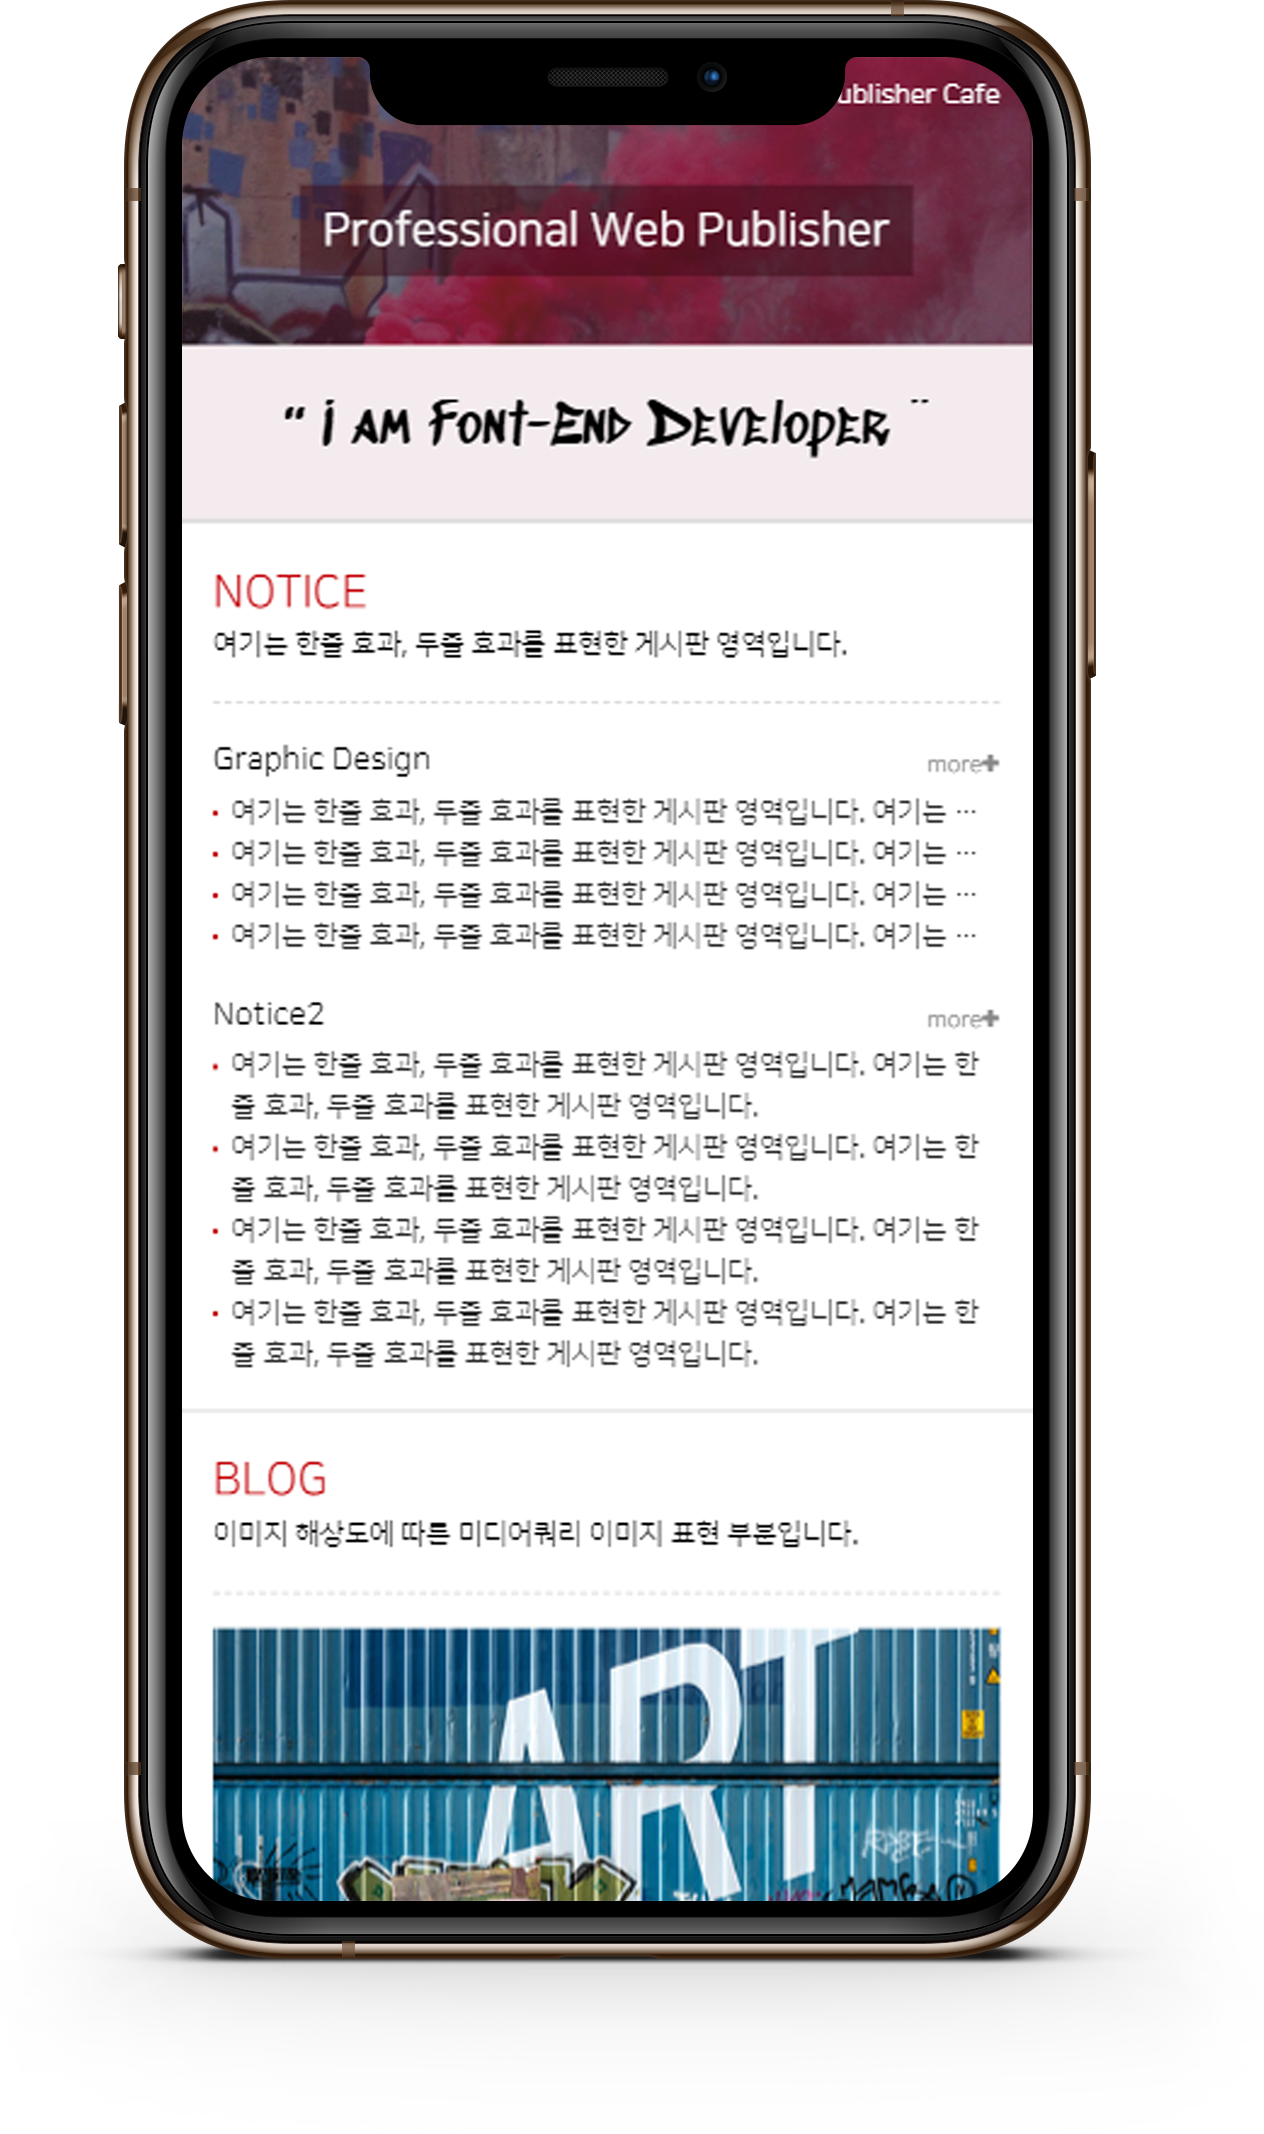 ublisher Cafe
Professional Web Publisher
“ I AM FONT-END DEVELOPER ”
NOTICE
여기는 한줄 효과, 두줄 효과를 표현한 게시판 영역입니다.
Graphic Design
more✚
여기는 한줄 효과, 두줄 효과를 표현한 게시판 영역입니다. 여기는 …
여기는 한줄 효과, 두줄 효과를 표현한 게시판 영역입니다. 여기는 …
여기는 한줄 효과, 두줄 효과를 표현한 게시판 영역입니다. 여기는 …
여기는 한줄 효과, 두줄 효과를 표현한 게시판 영역입니다. 여기는 …
Notice2
more✚
여기는 한줄 효과, 두줄 효과를 표현한 게시판 영역입니다. 여기는 한
줄 효과, 두줄 효과를 표현한 게시판 영역입니다.
여기는 한줄 효과, 두줄 효과를 표현한 게시판 영역입니다. 여기는 한
줄 효과, 두줄 효과를 표현한 게시판 영역입니다.
여기는 한줄 효과, 두줄 효과를 표현한 게시판 영역입니다. 여기는 한
줄 효과, 두줄 효과를 표현한 게시판 영역입니다.
여기는 한줄 효과, 두줄 효과를 표현한 게시판 영역입니다. 여기는 한
줄 효과, 두줄 효과를 표현한 게시판 영역입니다.
BLOG
이미지 해상도에 따른 미디어쿼리 이미지 표현 부분입니다.
ART